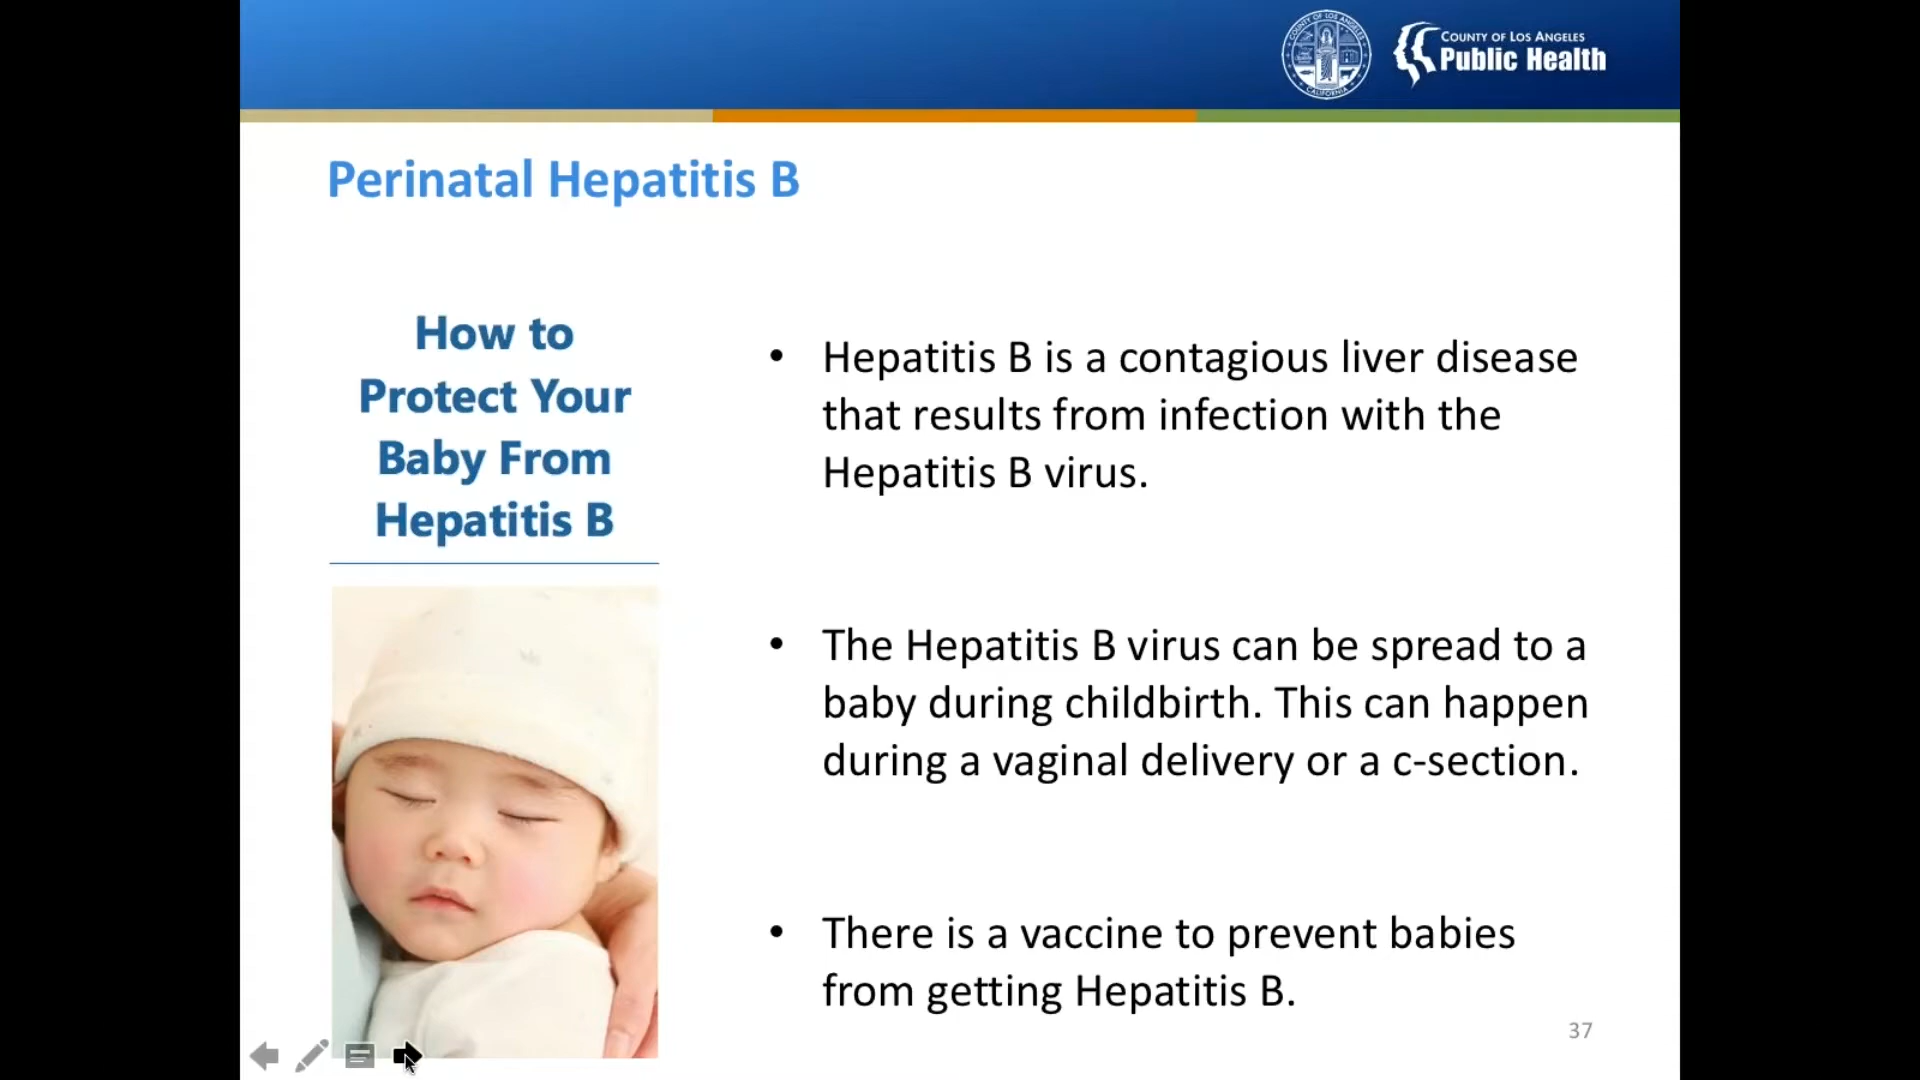 COUNTY OF LOS ANGELES
Public Health
Perinatal Hepatitis B
How to
Protect Your
Baby From
Hepatitis B
• Hepatitis B is a contagious liver disease
that results from infection with the
Hepatitis B virus.
• The Hepatitis B virus can be spread to a
baby during childbirth. This can happen
during a vaginal delivery or a c-section.
• There is a vaccine to prevent babies
from getting Hepatitis B.
37